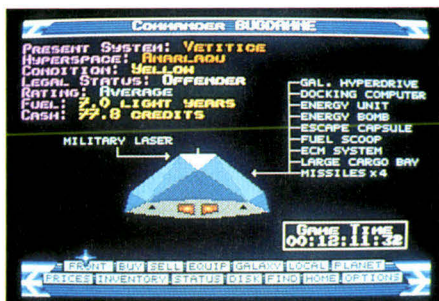 Commander BUGDANNE
Present System: Vetitice
Hyperspace: Anarlaqu
Condition: Yellow
Legal Status: Offender
Rating: Average
Fuel: 7.0 Light Years
Cash: 77.8 Credits
GAL. HYPERDRIVE
DOCKING COMPUTER
ENERGY UNIT
ENERGY BOMB
ESCAPE CAPSULE
FUEL SCOOP
ECM SYSTEM
LARGE CARGO BAY
MISSILES x 4
MILITARY LASER
Game Time
00:12:11:32
FRONT BUY SELL EQUIP GALAXY LOCAL PLANET
PRICES INVENTORY STATUS DISK FIND HOME OPTIONS